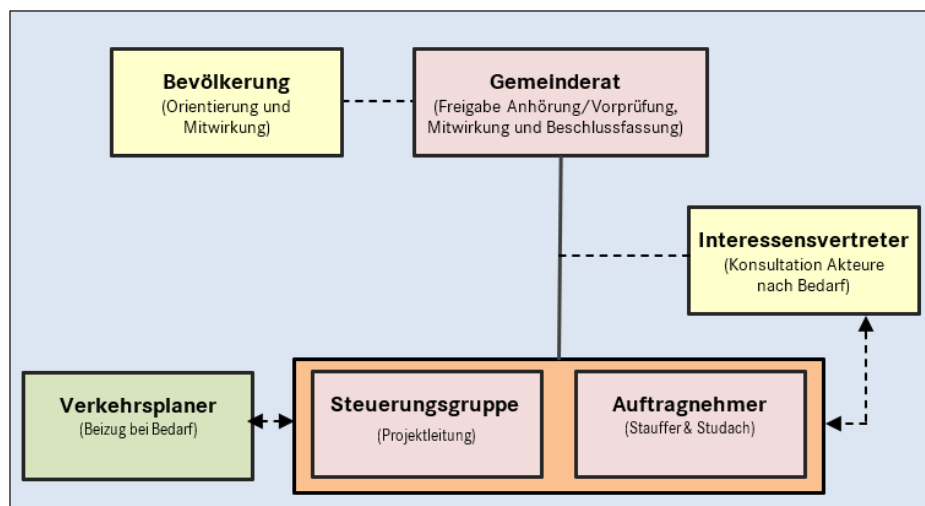 Bevölkerung
(Orientierung und
Mitwirkung)
Gemeinderat
(Freigabe Anhörung/Vorprüfung,
Mitwirkung und Beschlussfassung)
Interessensvertreter
(Konsultation Akteure
nach Bedarf)
Verkehrsplaner
(Beizug bei Bedarf)
Steuerungsgruppe
(Projektleitung)
Auftragnehmer
(Stauffer & Studach)